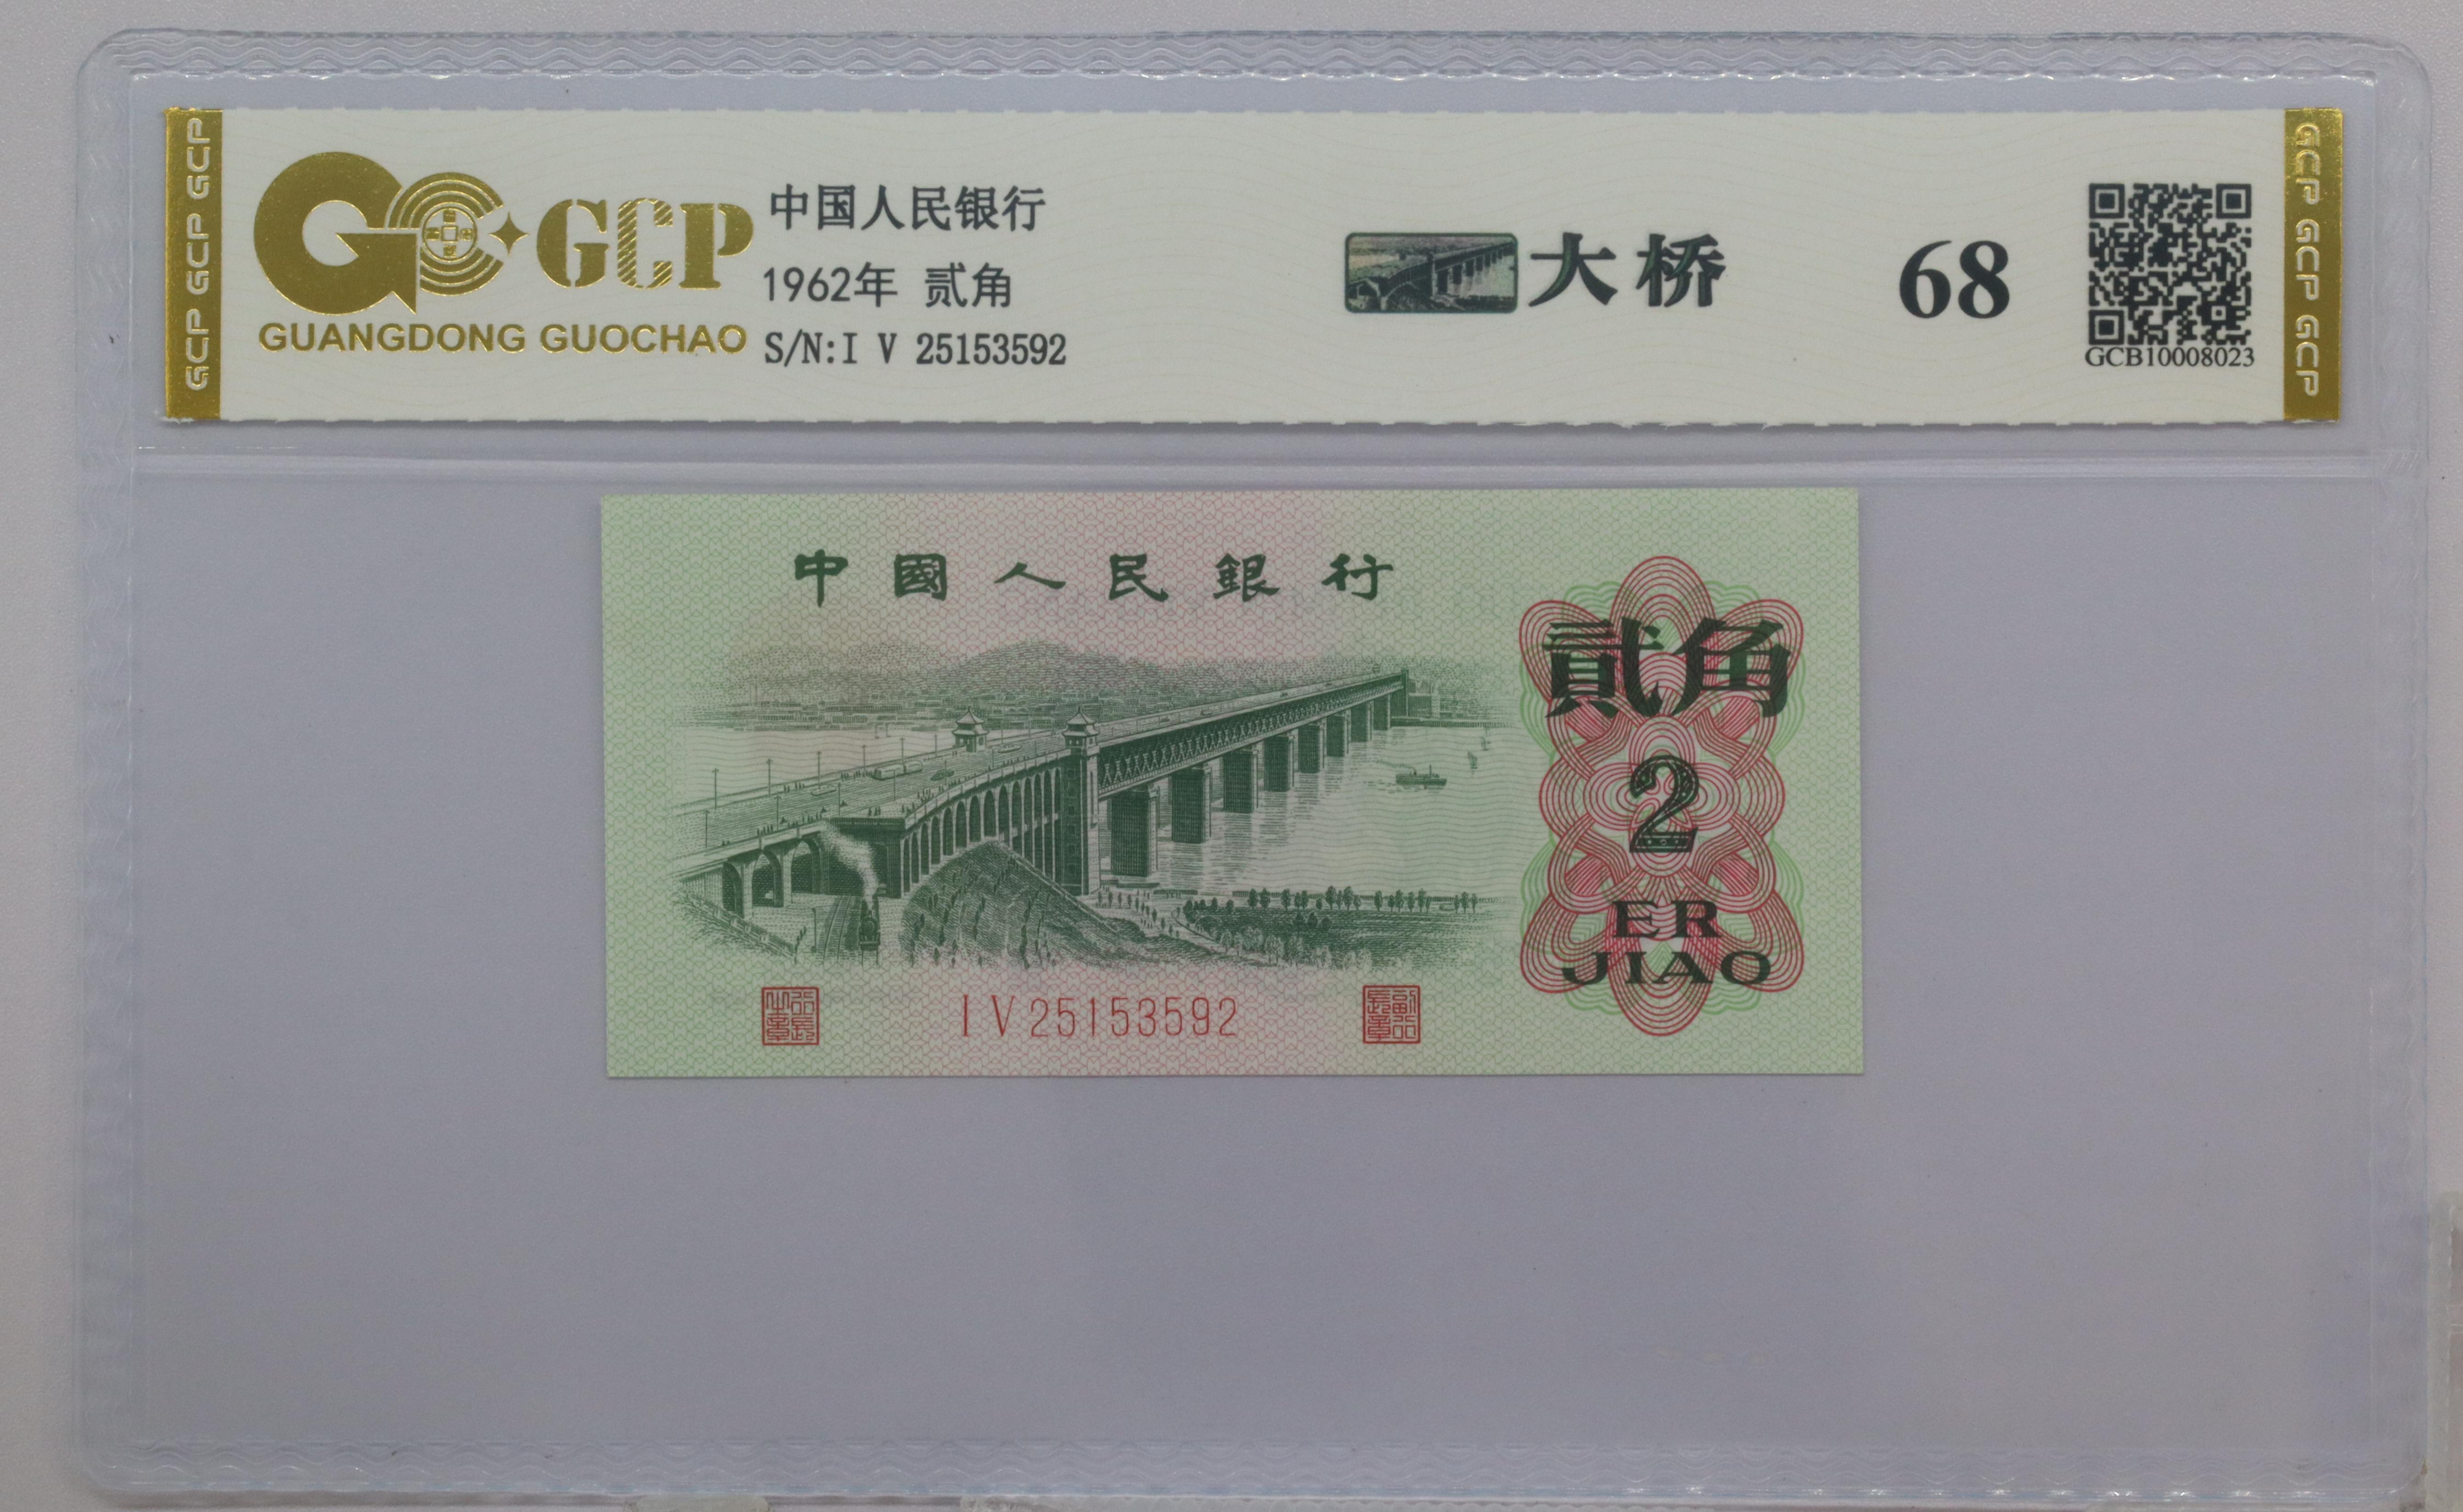 GCP GCP GCP
GCP
GUANGDONG GUOCHAO
中国人民银行
1962年 贰角
S/N:I V 25153592
大桥
68
GCB10008023
GCP GCP GCP
中國人民銀行
貳角
2
ER
JIAO
I V 25153592